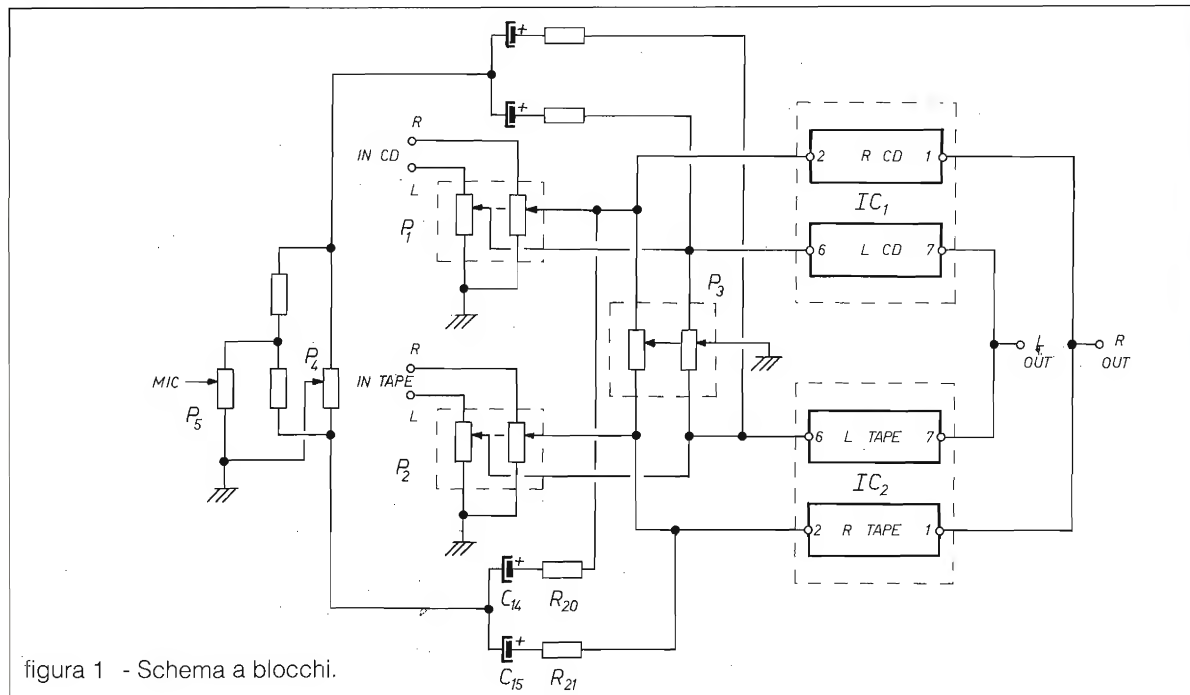 R
IN CD
L
P1
2 R CD 1
IC1
6 L CD 7
P3
P4
MIC
P5
R
IN TAPE
L
P2
L OUT
R OUT
6 L TAPE 7
IC2
2 R TAPE 1
+
+
+
C14 R20
+
C15 R21
figura 1 - Schema a blocchi.